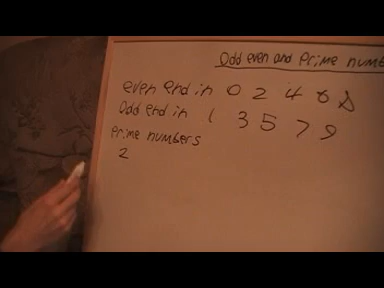 Odd even and Prime num
even end in 0 2 4 6 8
Odd end in 1 3 5 7 9
Prime numbers
2